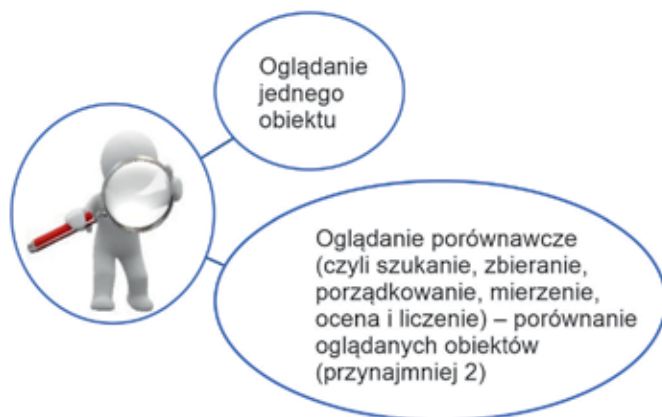 Oglądanie
jednego
obiektu
Oglądanie porównawcze
(czyli szukanie, zbieranie,
porządkowanie, mierzenie,
ocena i liczenie) – porównanie
oglądanych obiektów
(przynajmniej 2)